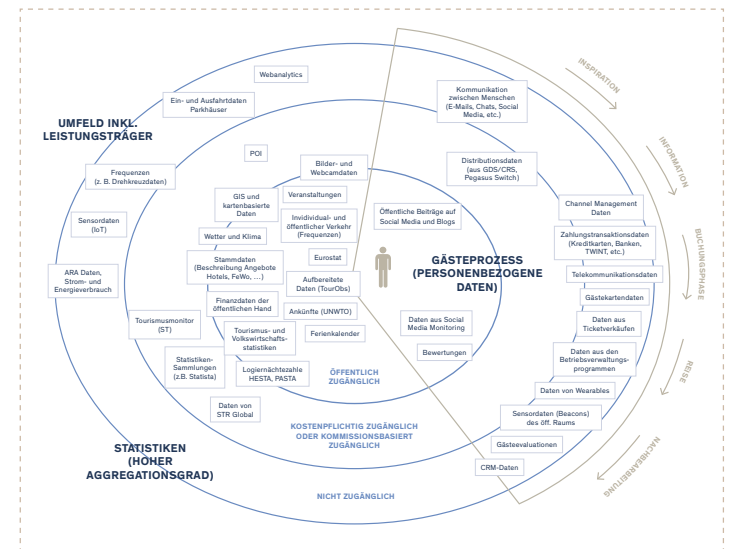 Webanalytics
Ein- und Ausfahrtdaten
Parkhäuser
UMFELD INKL.
LEISTUNGSTRÄGER
Frequenzen
(z. B. Drehkreuzdaten)
Sensordaten
(IoT)
ARA Daten,
Strom- und
Energieverbrauch
POI
Bilder- und
Webcamdaten
GIS und
kartenbasierte
Daten
Veranstaltungen
Invidividual- und
öffentlicher Verkehr
(Frequenzen)
Wetter und Klima
Eurostat
Stammdaten
(Beschreibung Angebote
Hotels, FeWo, ...)
Aufbereitete
Daten (TourObs)
Finanzdaten der
öffentlichen Hand
Ankünfte (UNWTO)
Tourismusmonitor
(ST)
Tourismus- und
Volkswirtschafts-
statistiken
Ferienkalender
Statistiken-
Sammlungen
(z.B. Statista)
Logiernächtezahle
HESTA, PASTA
Daten von
STR Global
STATISTIKEN
(HOHER
AGGREGATIONSGRAD)
ÖFFENTLICH
ZUGÄNGLICH
KOSTENPFLICHTIG ZUGÄNGLICH
ODER KOMMISSIONSBASIERT
ZUGÄNGLICH
NICHT ZUGÄNGLICH
Kommunikation
zwischen Menschen
(E-Mails, Chats, Social
Media, etc.)
Distributionsdaten
(aus GDS/CRS,
Pegasus Switch)
Öffentliche Beiträge auf
Social Media und Blogs
GÄSTEPROZESS
(PERSONENBEZOGENE
DATEN)
Daten aus Social
Media Monitoring
Bewertungen
Channel Management
Daten
Zahlungstransaktionsdaten
(Kreditkarten, Banken,
TWINT, etc.)
Telekommunikationsdaten
Gästekartendaten
Daten aus
Ticketverkäufen
Daten aus den
Betriebsverwaltungs-
programmen
Daten von Wearables
Sensordaten (Beacons)
des öff. Raums
Gästeevaluationen
CRM-Daten
INSPIRATION
INFORMATION
BUCHUNGSPHASE
REISE
NACHBEARBEITUNG